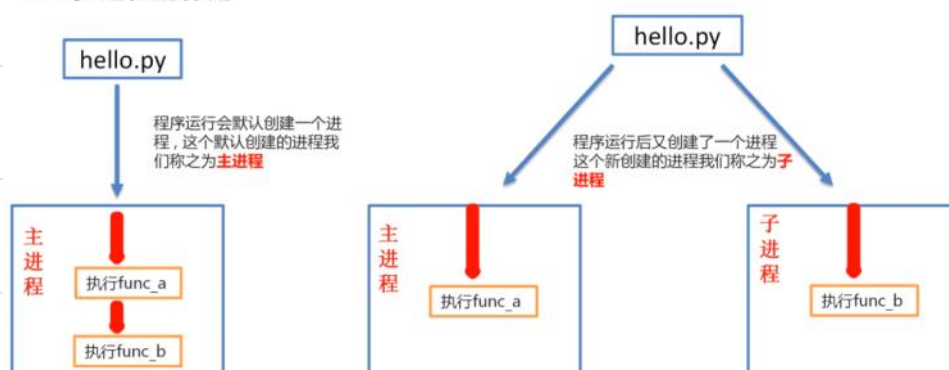 hello.py
程序运行会默认创建一个进
程,这个默认创建的进程我
们称之为主进程
主进程
执行func_a
执行func_b
hello.py
程序运行后又创建了一个进程
这个新创建的进程我们称之为子
进程
主进程
执行func_a
子进程
执行func_b